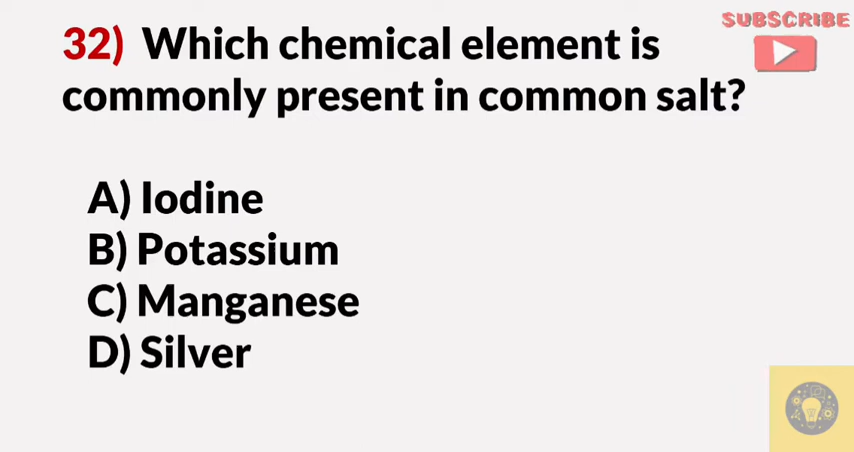 SUBSCRIBE
32) Which chemical element is
commonly present in common salt?
A) Iodine
B) Potassium
C) Manganese
D) Silver